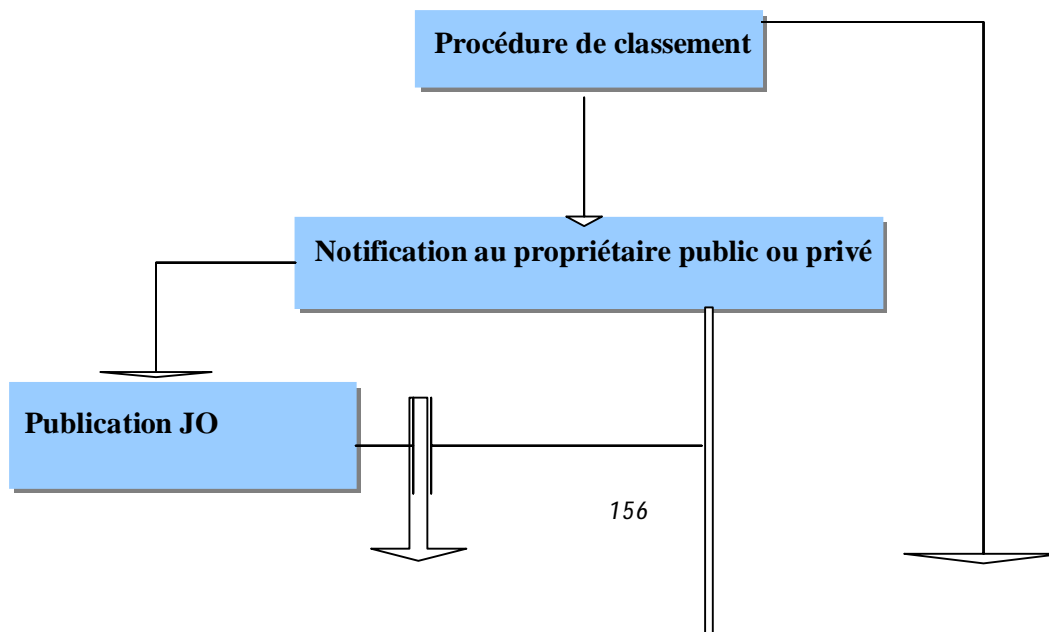 Procédure de classement
Notification au propriétaire public ou privé
Publication JO
156